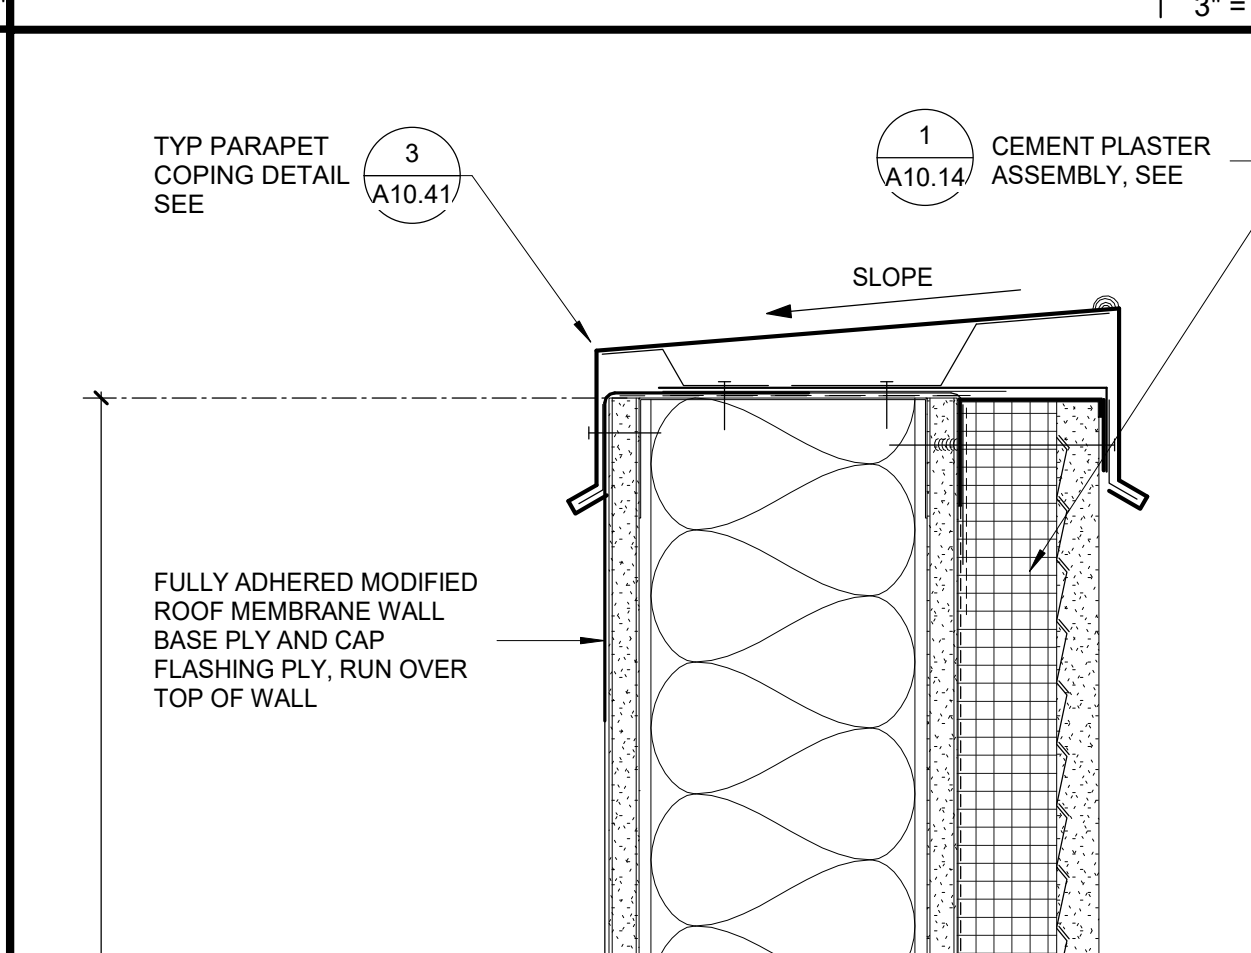 3" =
TYP PARAPET
COPING DETAIL
SEE
3
A10.41
1
A10.14
CEMENT PLASTER
ASSEMBLY, SEE
SLOPE
FULLY ADHERED MODIFIED
ROOF MEMBRANE WALL
BASE PLY AND CAP
FLASHING PLY, RUN OVER
TOP OF WALL